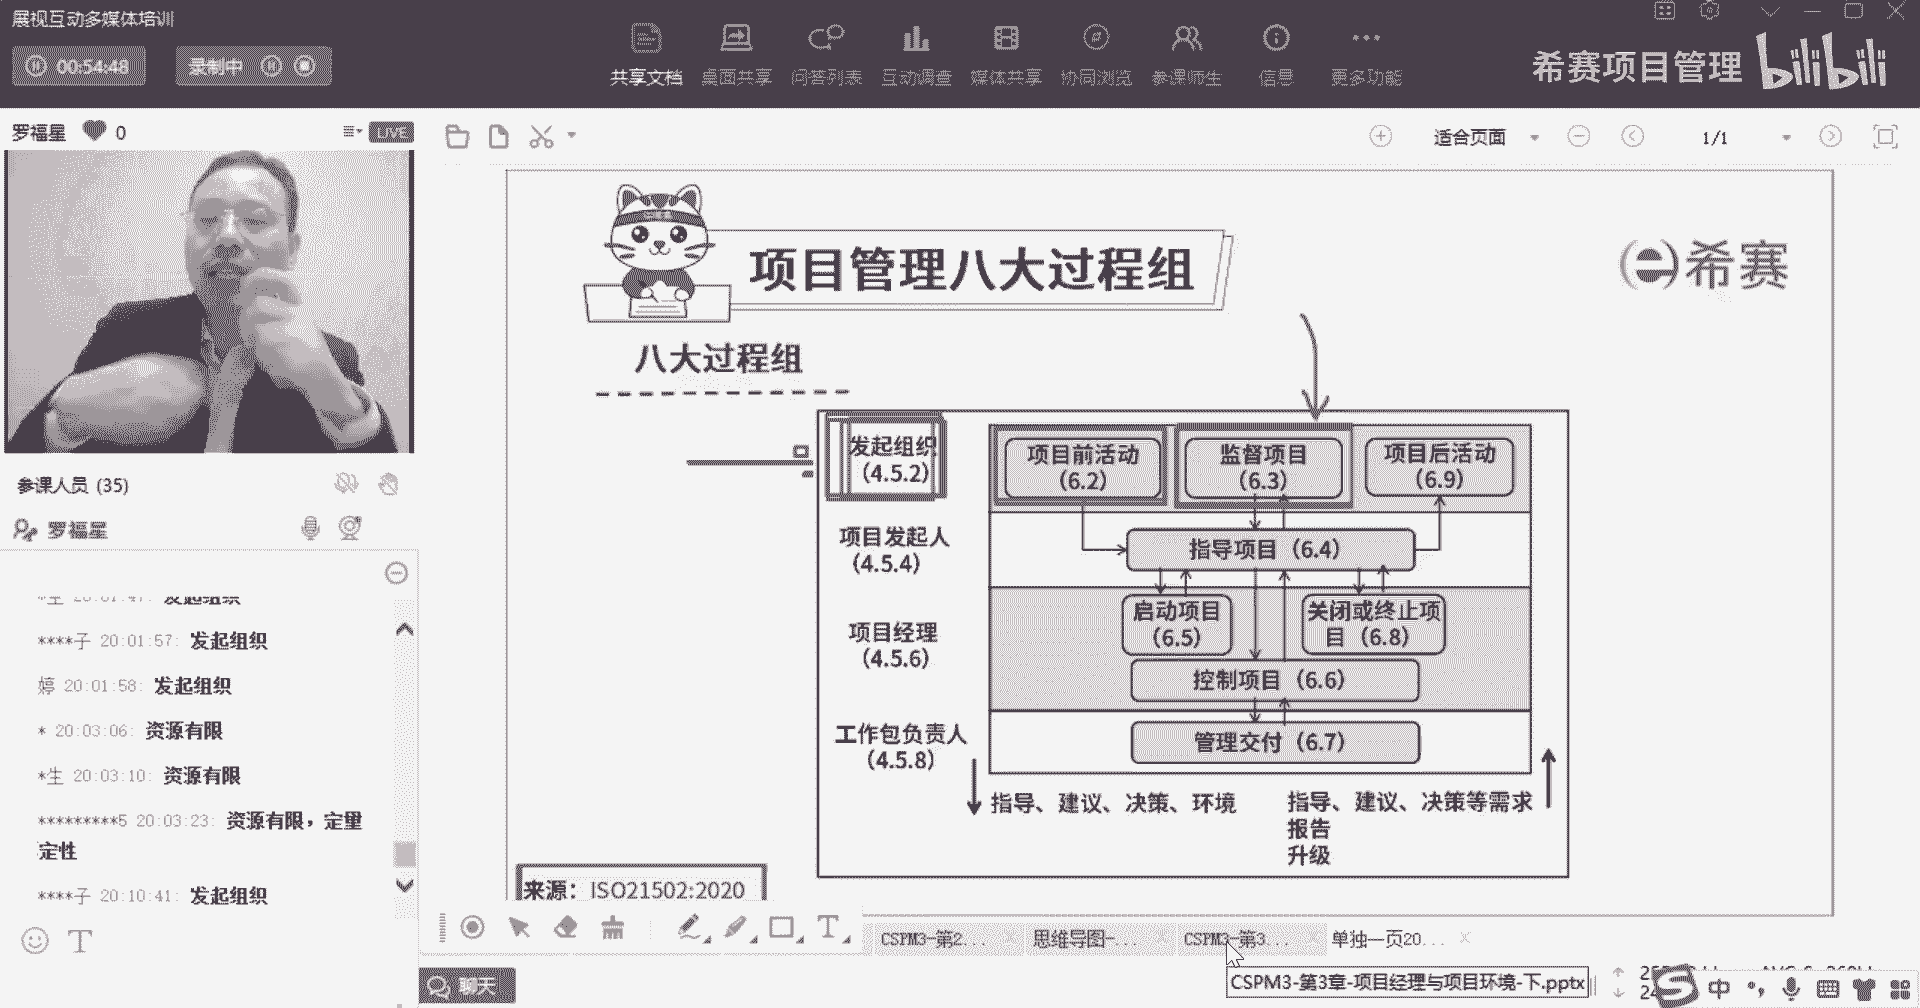 展视互动多媒体培训
00:54:48
录制中
共享文档
桌面共享
问答列表
互动调查
媒体共享
协同浏览
参课师生
信息
更多功能
希赛项目管理
bilibili
罗福星 0
LIVE
适合页面
1/1
项目管理八大过程组
希赛
八大过程组
发起组织
(4.5.2)
项目前活动
(6.2)
监督项目
(6.3)
项目后活动
(6.9)
项目发起人
(4.5.4)
指导项目（6.4）
项目经理
(4.5.6)
启动项目
(6.5)
关闭或终止项
目（6.8）
控制项目（6.6）
工作包负责人
(4.5.8)
管理交付（6.7）
指导、建议、决策、环境
指导、建议、决策等需求
报告
升级
来源：ISO21502:2020
参课人员 (35)
罗福星
发起组织
****子 20:01:57: 发起组织
婷 20:01:58: 发起组织
* 20:03:06: 资源有限
*生 20:03:10: 资源有限
*********5 20:03:23: 资源有限，定量
定性
****子 20:10:41: 发起组织
T
T
CSPM3-第2...
思维导图-...
CSPM3-第3...
单独一页20...
聊天
CSPM3-第3章-项目经理与项目环境-下.pptx
S
中